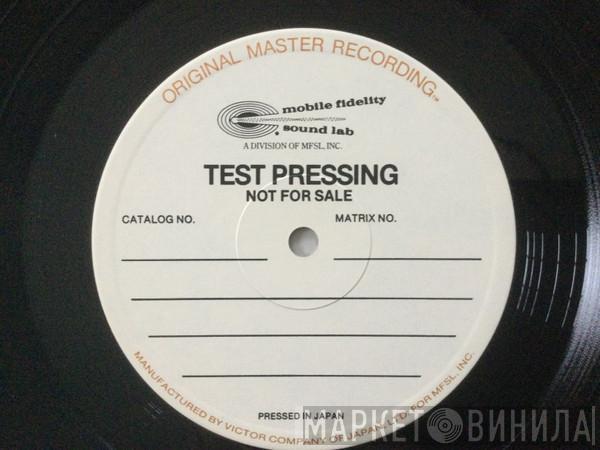 ORIGINAL MASTER RECORDING™
mobile fidelity
sound lab
A DIVISION OF MFSL, INC.
TEST PRESSING
NOT FOR SALE
CATALOG NO. MATRIX NO.
PRESSED IN JAPAN
MANUFACTURED BY VICTOR COMPANY OF JAPAN, LTD. FOR MFSL, INC.
МАРКЕТ ВИНИЛА